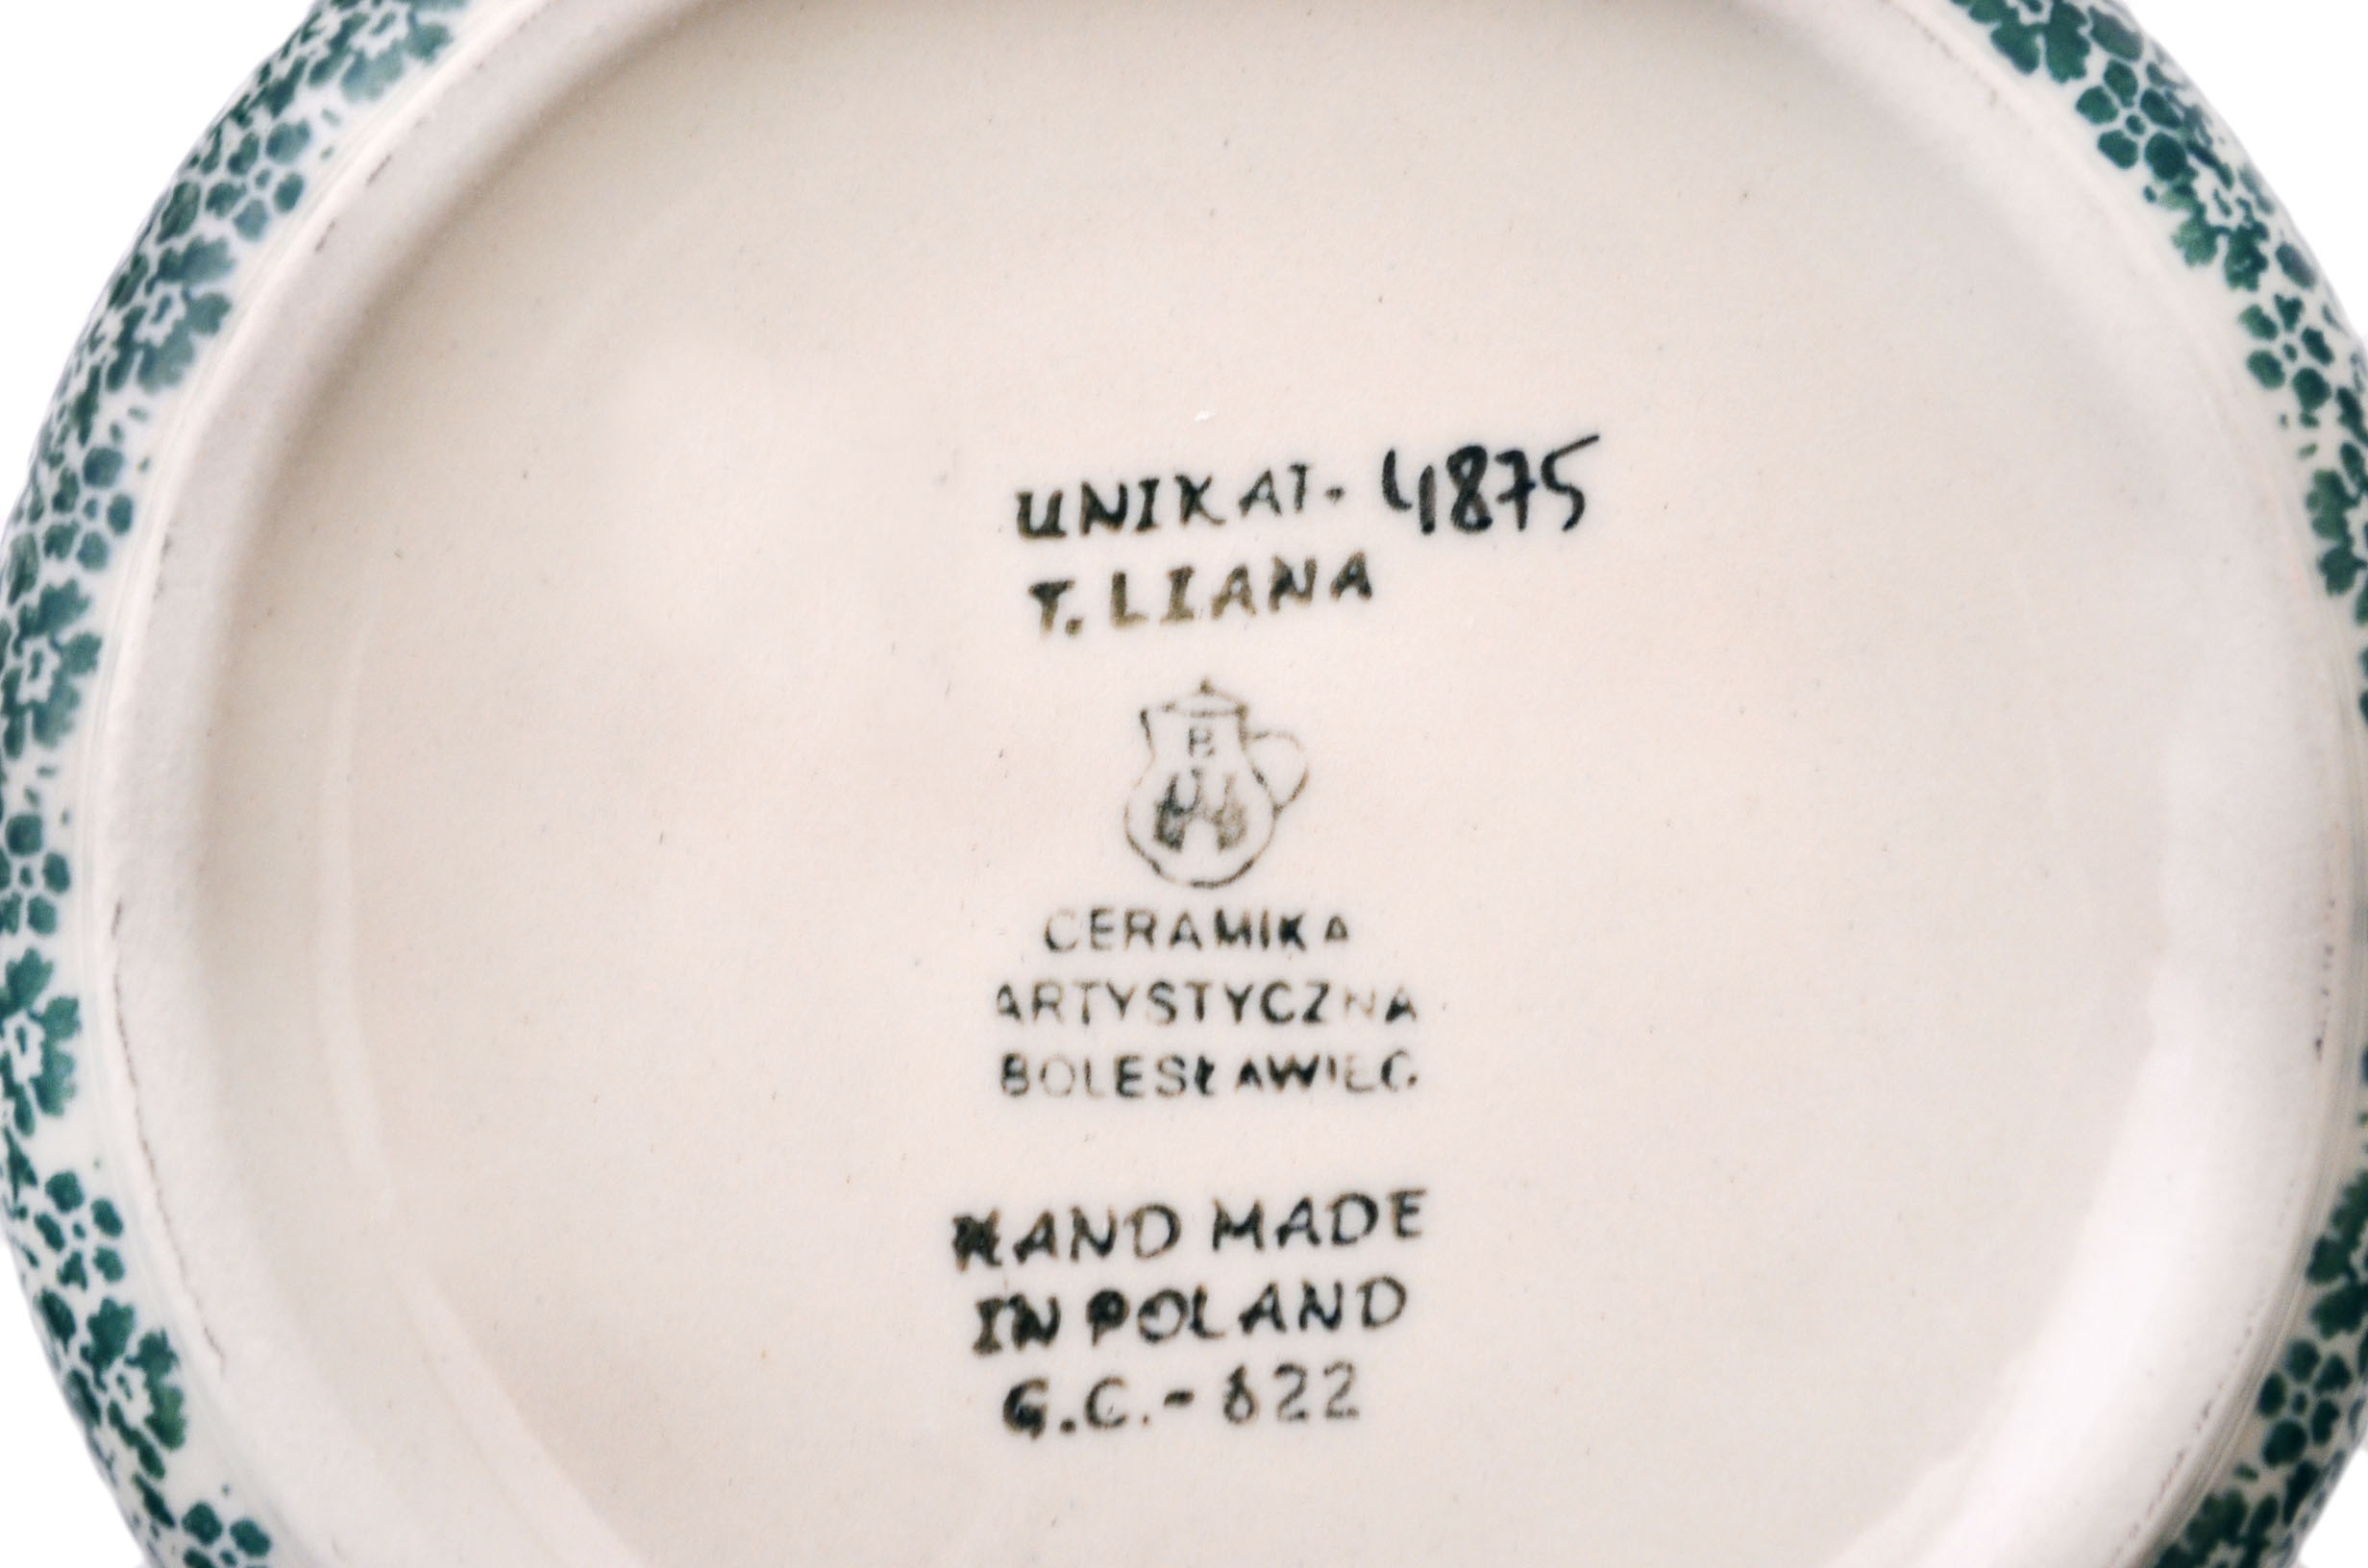 UNIKAT- 4875
T. LIANA
B
CERAMIKA
ARTYSTYCZNA
BOLESŁAWIEC
HAND MADE
IN POLAND
G.C.- 822